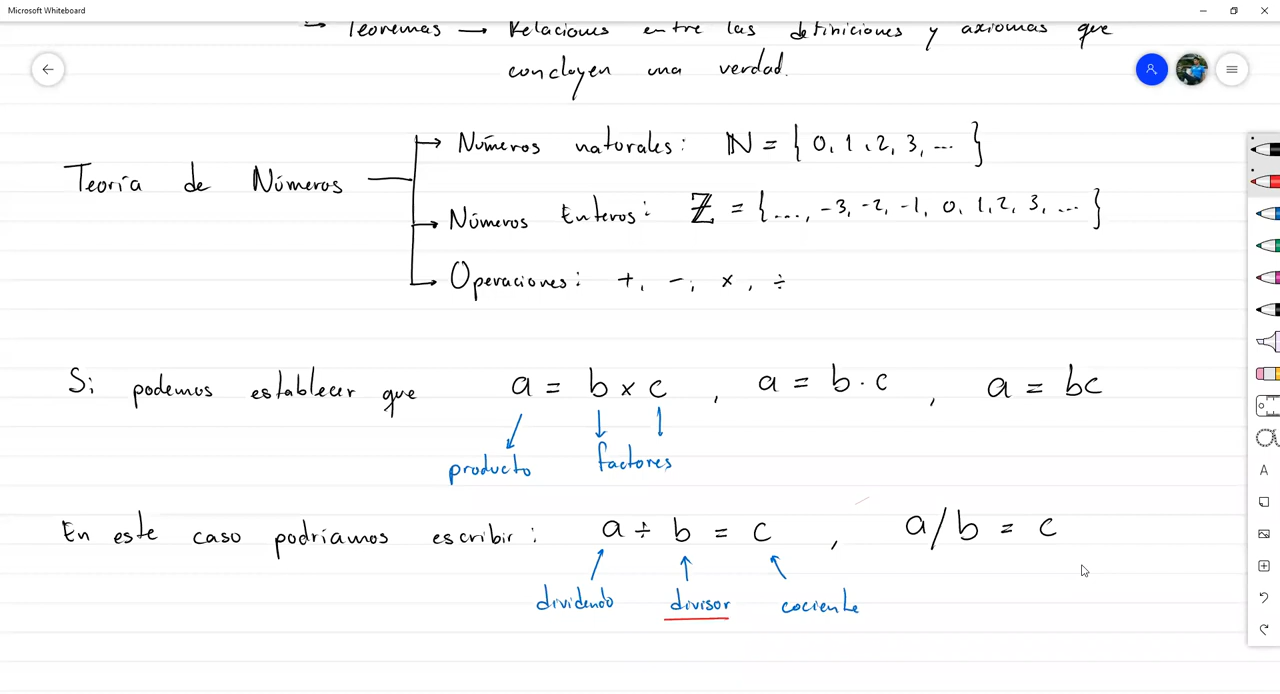 Microsoft Whiteboard
→ Teoremas → Relaciones entre las definiciones y axiomas que
concluyen una verdad.
Teoría de Números
→ Números naturales: ℕ = { 0, 1, 2, 3, ... }
→ Números Enteros: ℤ = { ..., -3, -2, -1, 0, 1, 2, 3, ... }
→ Operaciones: +, -, ×, ÷
Si podemos establecer que a = b × c , a = b · c , a = bc
producto factores
En este caso podríamos escribir: a ÷ b = c , a/b = c
dividendo divisor cociente
A